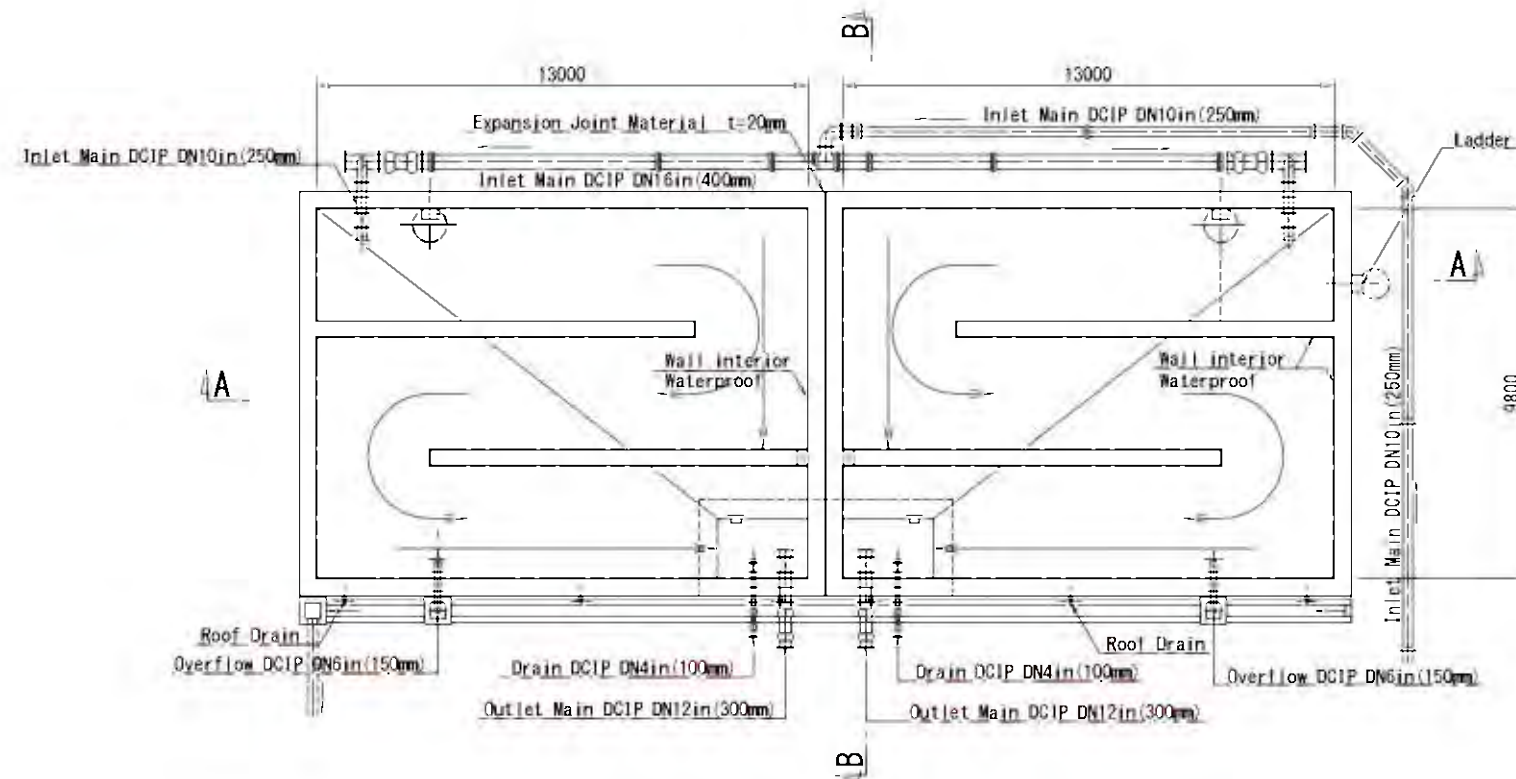 B
13000
13000
Expansion Joint Material t=20mm
Inlet Main DCIP DN10in(250mm)
Inlet Main DCIP DN10in(250mm)
Ladder
Inlet Main DCIP DN16in(400mm)
A
Wall interior
Waterproof
Wall interior
Waterproof
A
9800
Inlet Main DCIP DN10in(250mm)
Roof Drain
Roof Drain
Overflow DCIP DN6in(150mm)
Drain DCIP DN4in(100mm)
Drain DCIP DN4in(100mm)
Overflow DCIP DN6in(150mm)
Outlet Main DCIP DN12in(300mm)
Outlet Main DCIP DN12in(300mm)
B